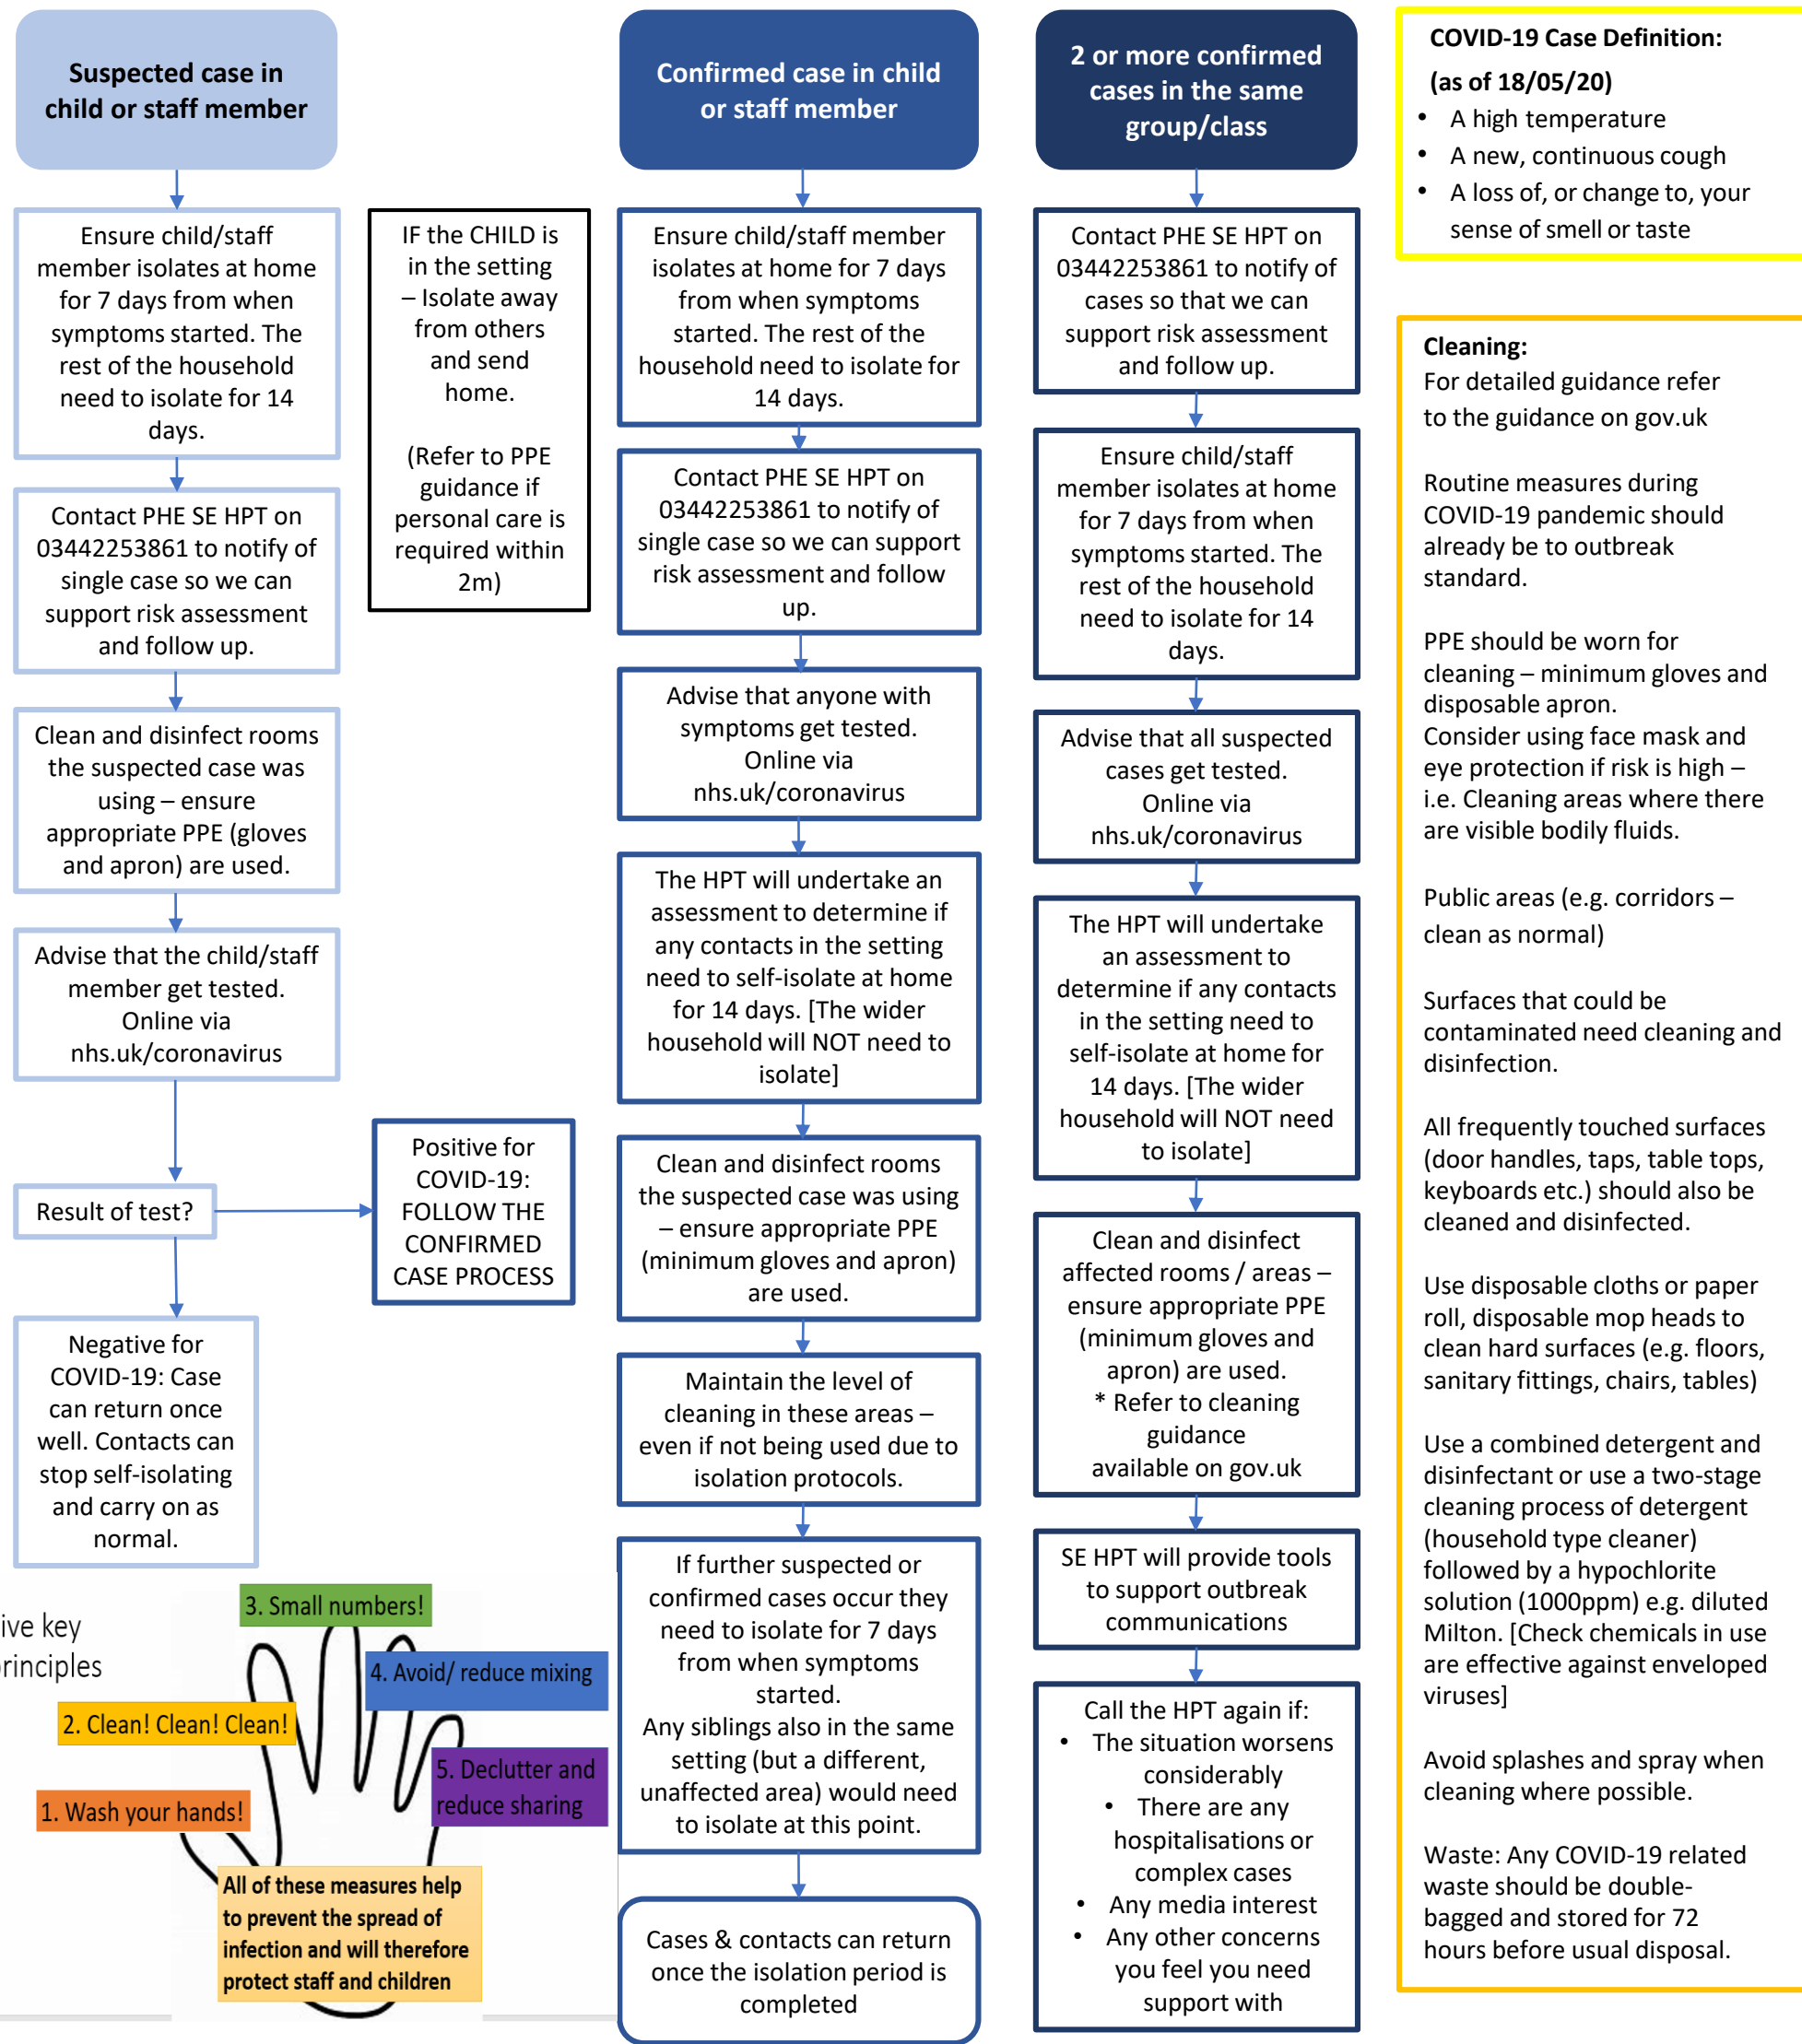 Suspected case in
child or staff member
Ensure child/staff
member isolates at home
for 7 days from when
symptoms started. The
rest of the household
need to isolate for 14
days.
Contact PHE SE HPT on
03442253861 to notify of
single case so we can
support risk assessment
and follow up.
Clean and disinfect rooms
the suspected case was
using – ensure
appropriate PPE (gloves
and apron) are used.
Advise that the child/staff
member get tested.
Online via
nhs.uk/coronavirus
Result of test?
Negative for
COVID-19: Case
can return once
well. Contacts can
stop self-isolating
and carry on as
normal.
IF the CHILD is
in the setting
– Isolate away
from others
and send
home.
(Refer to PPE
guidance if
personal care is
required within
2m)
Positive for
COVID-19:
FOLLOW THE
CONFIRMED
CASE PROCESS
ive key
principles
3. Small numbers!
4. Avoid/ reduce mixing
2. Clean! Clean! Clean!
5. Declutter and
reduce sharing
1. Wash your hands!
All of these measures help
to prevent the spread of
infection and will therefore
protect staff and children
Confirmed case in child
or staff member
Ensure child/staff member
isolates at home for 7 days
from when symptoms
started. The rest of the
household need to isolate for
14 days.
Contact PHE SE HPT on
03442253861 to notify of
single case so we can support
risk assessment and follow
up.
Advise that anyone with
symptoms get tested.
Online via
nhs.uk/coronavirus
The HPT will undertake an
assessment to determine if
any contacts in the setting
need to self-isolate at home
for 14 days. [The wider
household will NOT need to
isolate]
Clean and disinfect rooms
the suspected case was using
– ensure appropriate PPE
(minimum gloves and apron)
are used.
Maintain the level of
cleaning in these areas –
even if not being used due to
isolation protocols.
If further suspected or
confirmed cases occur they
need to isolate for 7 days
from when symptoms
started.
Any siblings also in the same
setting (but a different,
unaffected area) would need
to isolate at this point.
Cases & contacts can return
once the isolation period is
completed
2 or more confirmed
cases in the same
group/class
Contact PHE SE HPT on
03442253861 to notify of
cases so that we can
support risk assessment
and follow up.
Ensure child/staff
member isolates at home
for 7 days from when
symptoms started. The
rest of the household
need to isolate for 14
days.
Advise that all suspected
cases get tested.
Online via
nhs.uk/coronavirus
The HPT will undertake
an assessment to
determine if any contacts
in the setting need to
self-isolate at home for
14 days. [The wider
household will NOT need
to isolate]
Clean and disinfect
affected rooms / areas –
ensure appropriate PPE
(minimum gloves and
apron) are used.
* Refer to cleaning
guidance
available on gov.uk
SE HPT will provide tools
to support outbreak
communications
Call the HPT again if:
• The situation worsens
considerably
• There are any
hospitalisations or
complex cases
• Any media interest
• Any other concerns
you feel you need
support with
COVID-19 Case Definition:
(as of 18/05/20)
• A high temperature
• A new, continuous cough
• A loss of, or change to, your
sense of smell or taste
Cleaning:
For detailed guidance refer
to the guidance on gov.uk
Routine measures during
COVID-19 pandemic should
already be to outbreak
standard.
PPE should be worn for
cleaning – minimum gloves and
disposable apron.
Consider using face mask and
eye protection if risk is high –
i.e. Cleaning areas where there
are visible bodily fluids.
Public areas (e.g. corridors –
clean as normal)
Surfaces that could be
contaminated need cleaning and
disinfection.
All frequently touched surfaces
(door handles, taps, table tops,
keyboards etc.) should also be
cleaned and disinfected.
Use disposable cloths or paper
roll, disposable mop heads to
clean hard surfaces (e.g. floors,
sanitary fittings, chairs, tables)
Use a combined detergent and
disinfectant or use a two-stage
cleaning process of detergent
(household type cleaner)
followed by a hypochlorite
solution (1000ppm) e.g. diluted
Milton. [Check chemicals in use
are effective against enveloped
viruses]
Avoid splashes and spray when
cleaning where possible.
Waste: Any COVID-19 related
waste should be double-
bagged and stored for 72
hours before usual disposal.